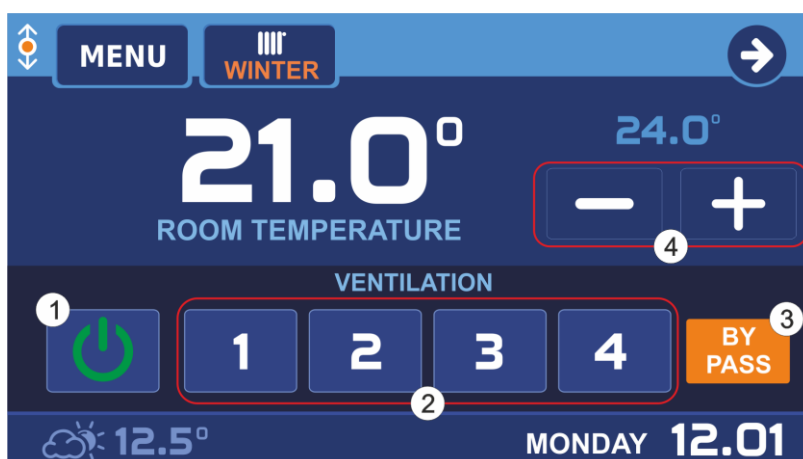 MENU
WINTER
21.0°
24.0°
ROOM TEMPERATURE
4
VENTILATION
1
1 2 3 4
BY
PASS
3
2
12.5°
MONDAY 12.01